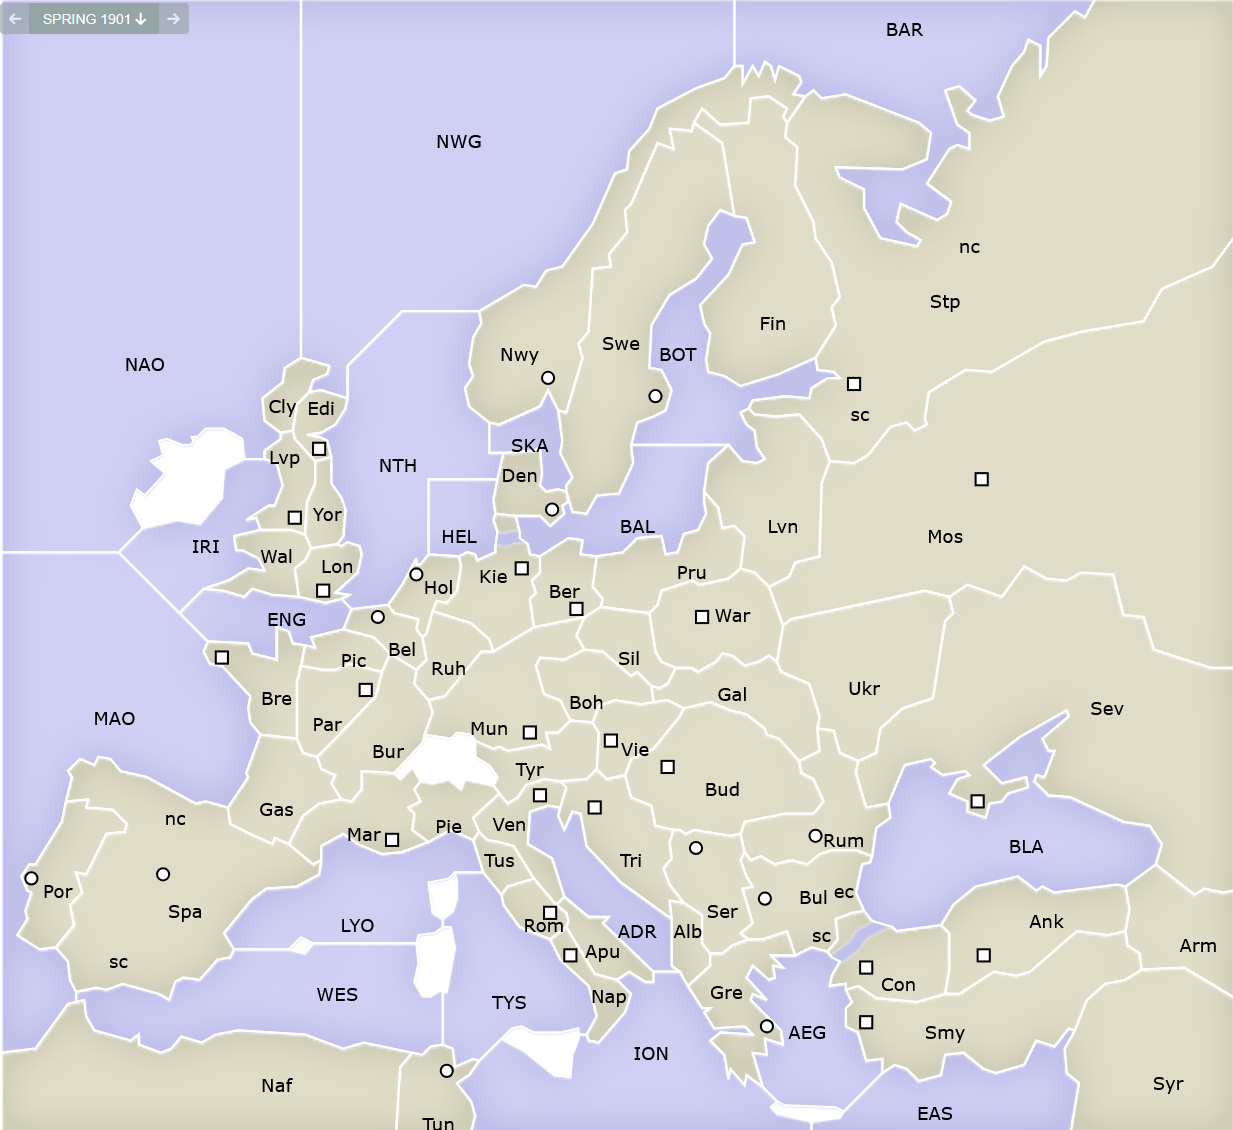 ← SPRING 1901 ↓ →
BAR
NWG
nc
Stp
Fin
Swe
Nwy
BOT
NAO
Cly
Edi
sc
SKA
Lvp
NTH
Den
Yor
BAL
Lvn
HEL
Mos
IRI
Wal
Lon
Pru
Kie
Hol
Ber
ENG
War
Bel
Pic
Sil
Ruh
Ukr
Gal
Bre
Boh
Sev
MAO
Par
Mun
Bur
Vie
Tyr
Bud
Gas
nc
Ven
Pie
Mar
Rum
BLA
Tus
Tri
Por
Bul
ec
Spa
Ser
Ank
LYO
Rom
ADR
Alb
sc
Arm
Apu
sc
Con
WES
Gre
Nap
TYS
AEG
Smy
ION
Naf
Syr
EAS
Tun